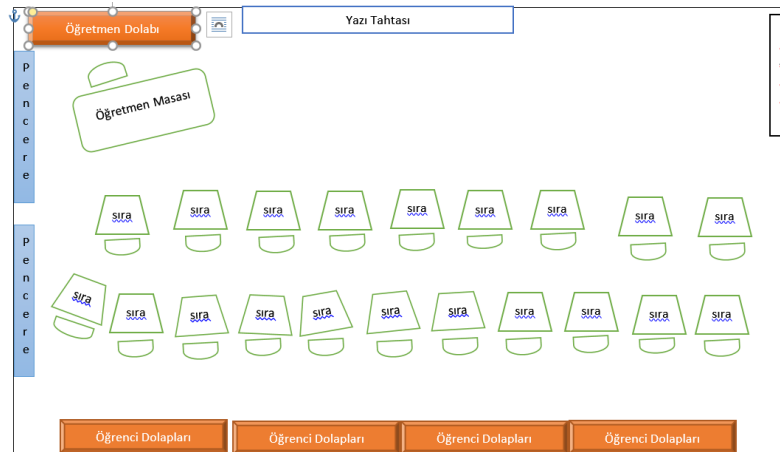 Öğretmen Dolabı
Yazı Tahtası
Pencere
Öğretmen Masası
sıra sıra sıra sıra sıra sıra sıra sıra sıra
Pencere
sıra sıra sıra sıra sıra sıra sıra sıra sıra sıra sıra
Öğrenci Dolapları Öğrenci Dolapları Öğrenci Dolapları Öğrenci Dolapları